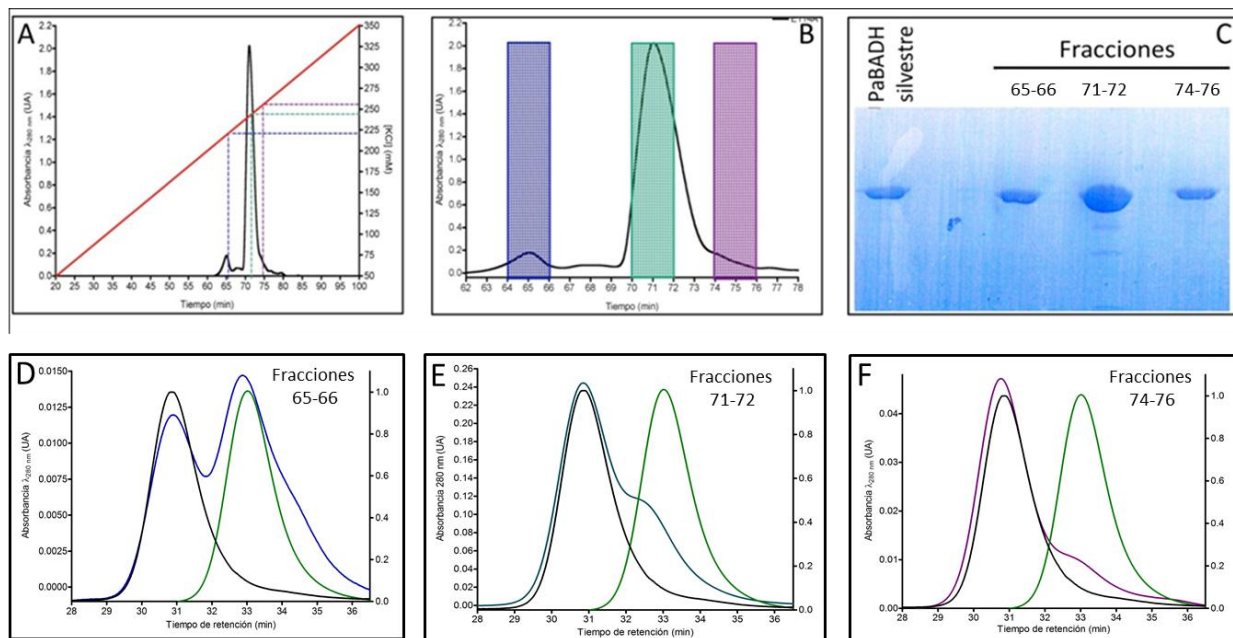 A
Absorbancia λ280 nm (UA)
2.2
2.0
1.8
1.6
1.4
1.2
1.0
0.8
0.6
0.4
0.2
0.0
20 25 30 35 40 45 50 55 60 65 70 75 80 85 90 95 100
Tiempo (min)
350
325
300
275
250
225
200
175
150
125
100
75
50
[KCl] (mM)
B
Absorbancia λ280 nm (UA)
2.2
2.0
1.8
1.6
1.4
1.2
1.0
0.8
0.6
0.4
0.2
0.0
62 63 64 65 66 67 68 69 70 71 72 73 74 75 76 77 78
Tiempo (min)
C
PaBADH
silvestre
Fracciones
65-66 71-72 74-76
D
Fracciones
65-66
Absorbancia λ280 nm (UA)
0.0150
0.0125
0.0100
0.0075
0.0050
0.0025
0.0000
1.0
0.8
0.6
0.4
0.2
0.0
28 29 30 31 32 33 34 35 36
Tiempo de retención (min)
E
Fracciones
71-72
Absorbancia 280 nm (UA)
0.26
0.24
0.22
0.20
0.18
0.16
0.14
0.12
0.10
0.08
0.06
0.04
0.02
0.00
1.0
0.8
0.6
0.4
0.2
0.0
28 29 30 31 32 33 34 35 36
Tiempo de retención (min)
F
Fracciones
74-76
Absorbancia λ280 nm (UA)
0.04
0.03
0.02
0.01
0.00
1.0
0.8
0.6
0.4
0.2
0.0
28 29 30 31 32 33 34 35 36
Tiempo de retención (min)